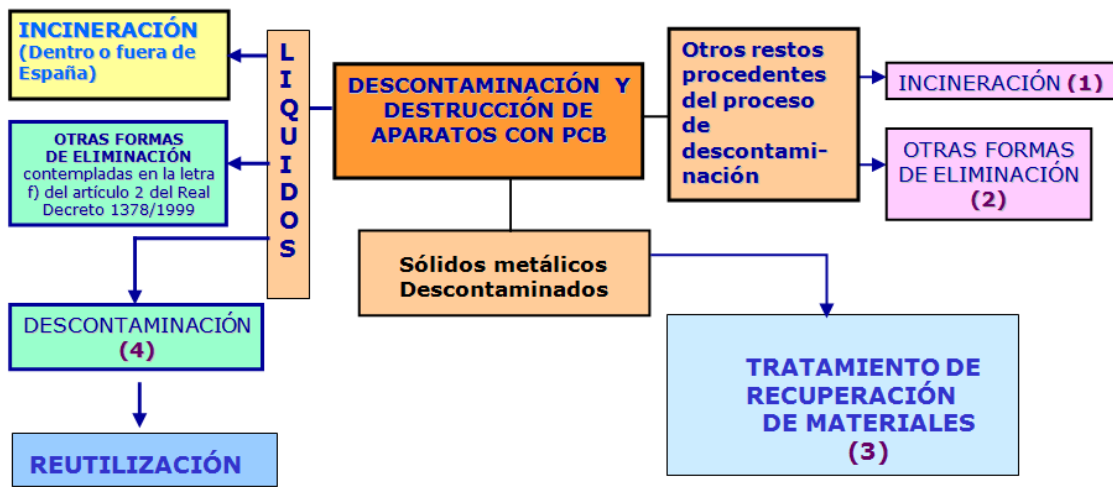 INCINERACIÓN
(Dentro o fuera de
España)
OTRAS FORMAS
DE ELIMINACIÓN
contempladas en la letra
f) del artículo 2 del Real
Decreto 1378/1999
DESCONTAMINACIÓN
(4)
REUTILIZACIÓN
L
I
Q
U
I
D
O
S
DESCONTAMINACIÓN Y
DESTRUCCIÓN DE
APARATOS CON PCB
Sólidos metálicos
Descontaminados
Otros restos
procedentes
del proceso
de
descontami-
nación
INCINERACIÓN (1)
OTRAS FORMAS
DE ELIMINACIÓN
(2)
TRATAMIENTO DE
RECUPERACIÓN
DE MATERIALES
(3)